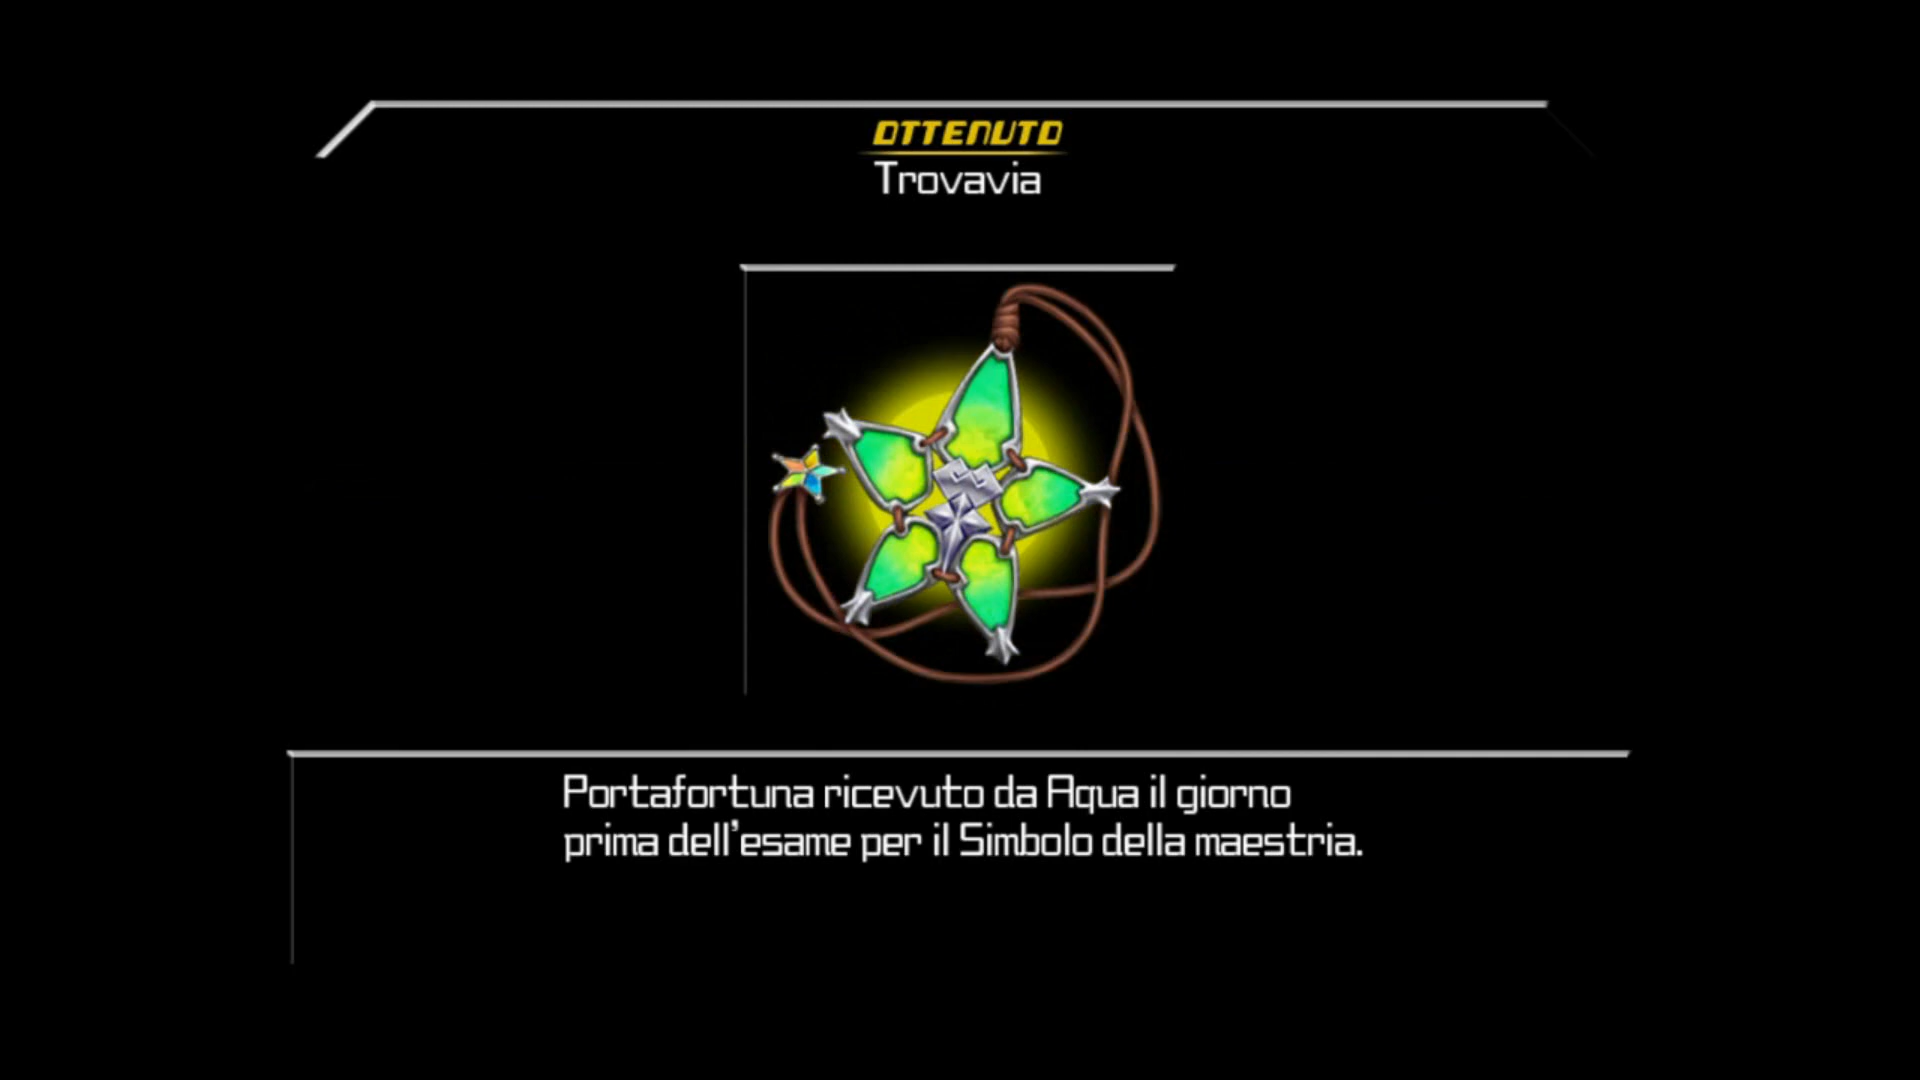 OTTENUTO
Trovavia
Portafortuna ricevuto da Aqua il giorno
prima dell'esame per il Simbolo della maestria.